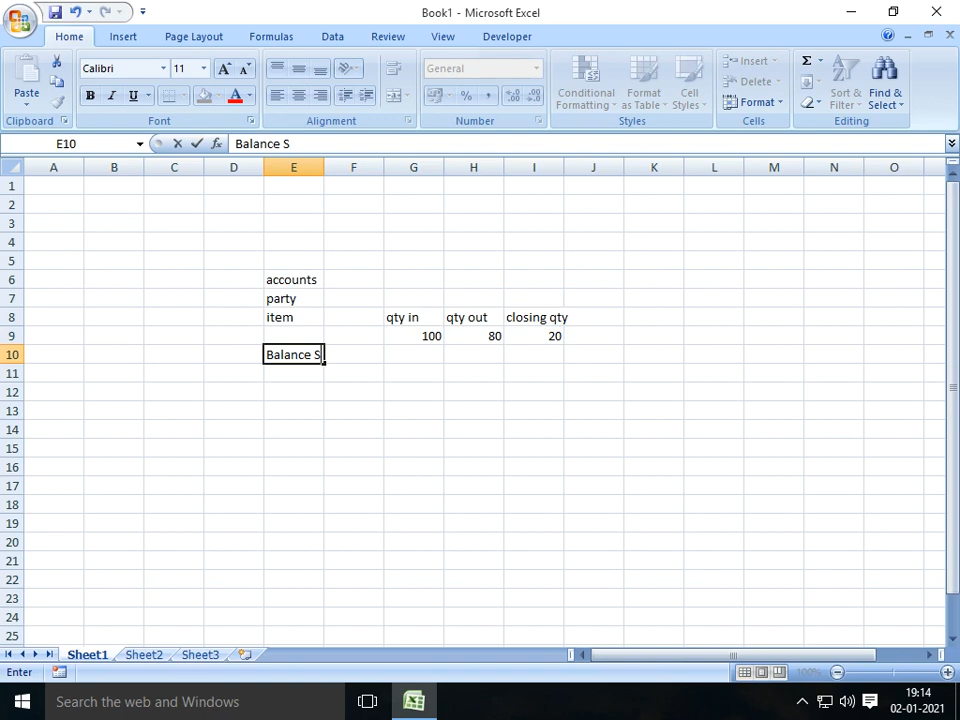 Book1 - Microsoft Excel
Home Insert Page Layout Formulas Data Review View Developer
Paste
Calibri 11 A A
B I U A
General
% ,
Conditional Formatting
Format as Table
Cell Styles
Insert
Delete
Format
Σ
Sort & Filter
Find & Select
Clipboard Font Alignment Number Styles Cells Editing
E10 fx Balance S
A B C D E F G H I J K L M N O
1
2
3
4
5
6 accounts
7 party
8 item qty in qty out closing qty
9 100 80 20
10 Balance S
11
12
13
14
15
16
17
18
19
20
21
22
23
24
25
Sheet1 Sheet2 Sheet3
Enter 100%
Search the web and Windows
19:14
02-01-2021